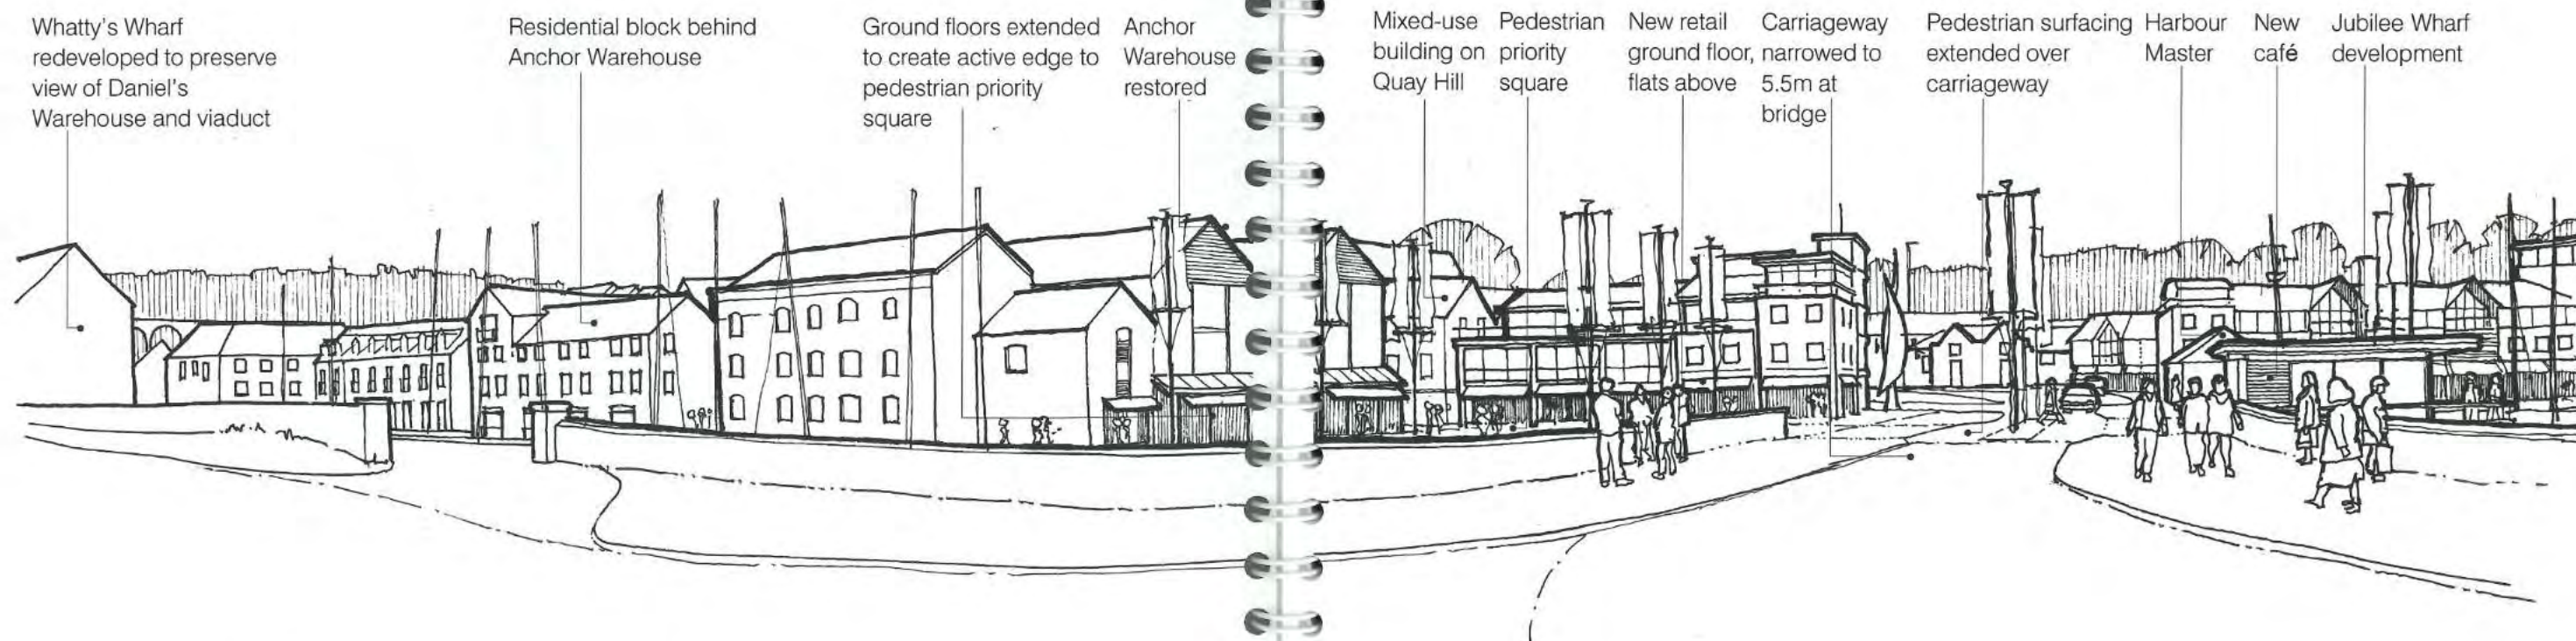 Whatty's Wharf
redeveloped to preserve
view of Daniel's
Warehouse and viaduct
Residential block behind
Anchor Warehouse
Ground floors extended
to create active edge to
pedestrian priority
square
Anchor
Warehouse
restored
Mixed-use
building on
Quay Hill
Pedestrian
priority
square
New retail
ground floor,
flats above
Carriageway
narrowed to
5.5m at
bridge
Pedestrian surfacing
extended over
carriageway
Harbour
Master
New
café
Jubilee Wharf
development